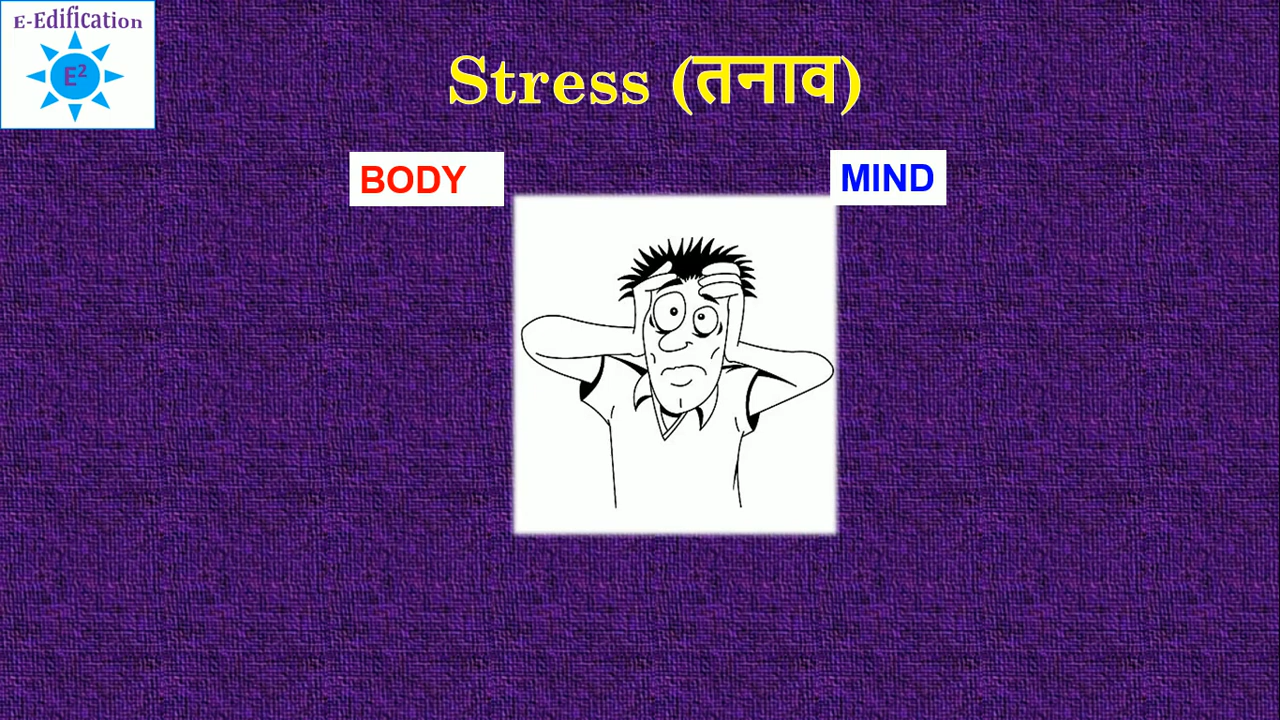 E-Edification
E²
Stress (तनाव)
BODY
MIND